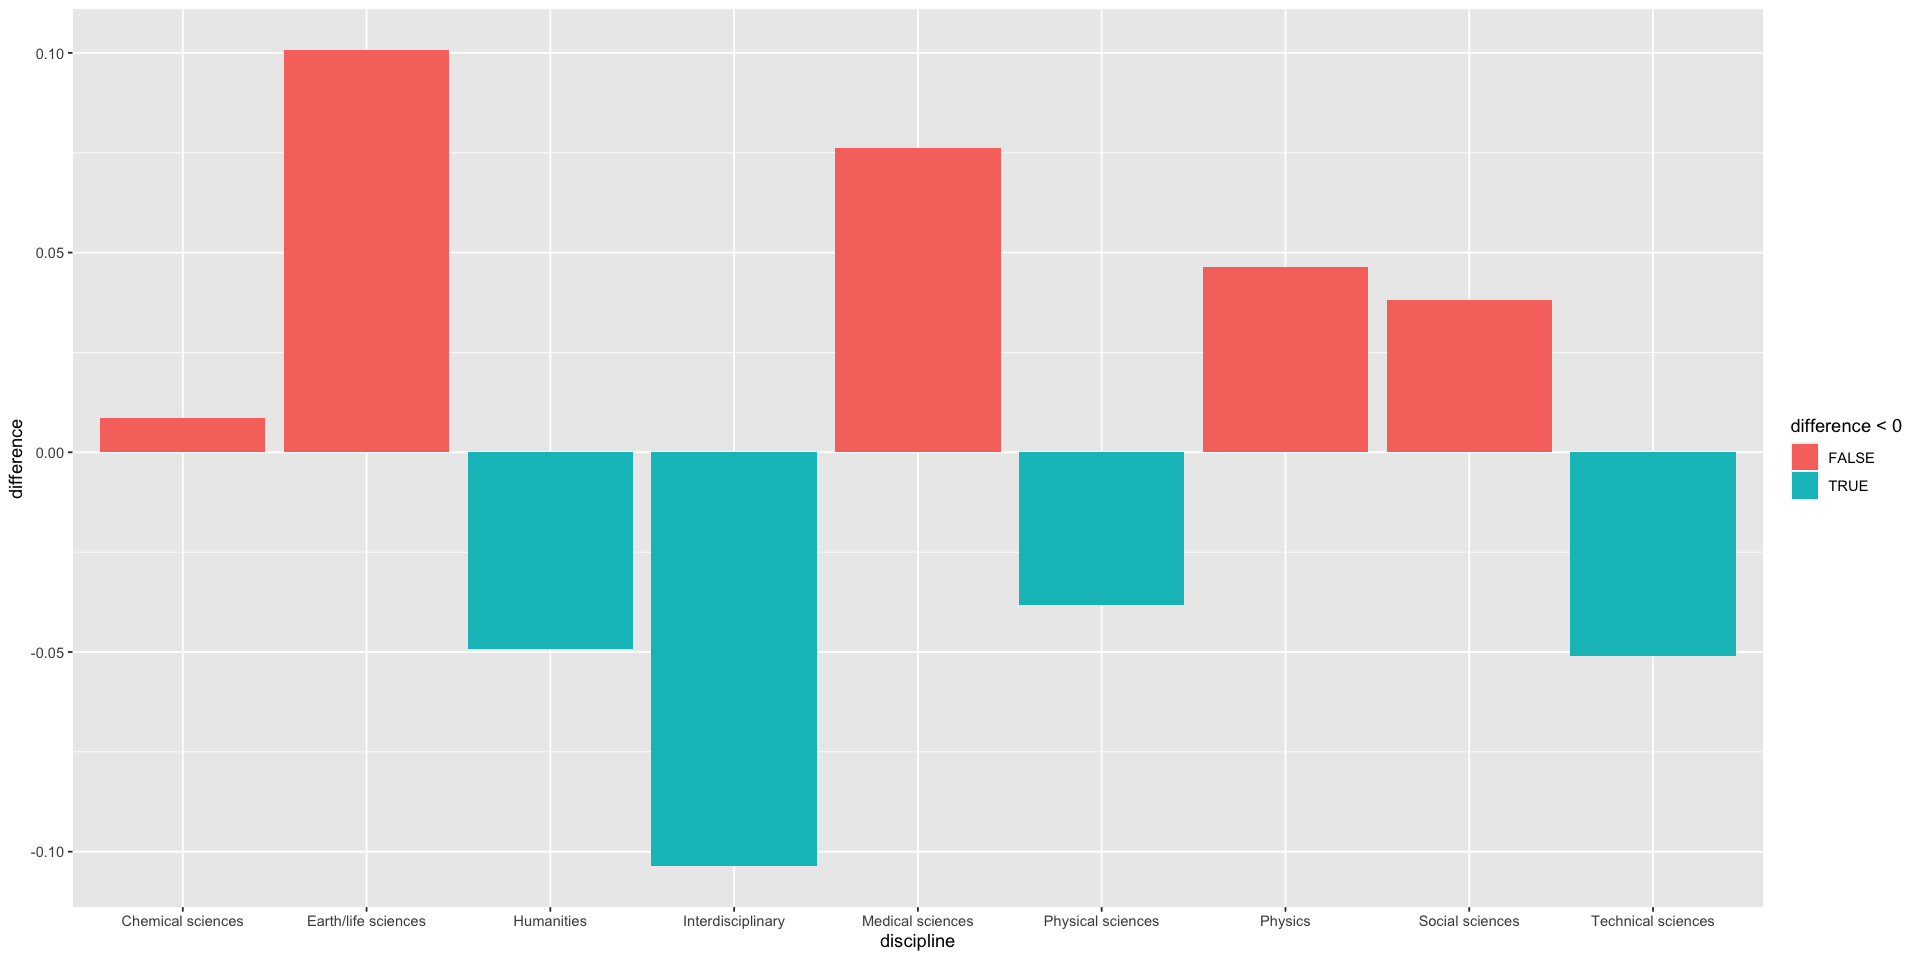 0.10
0.05
0.00
-0.05
-0.10
difference
Chemical sciences
Earth/life sciences
Humanities
Interdisciplinary
Medical sciences
Physical sciences
Physics
Social sciences
Technical sciences
discipline
difference < 0
FALSE
TRUE